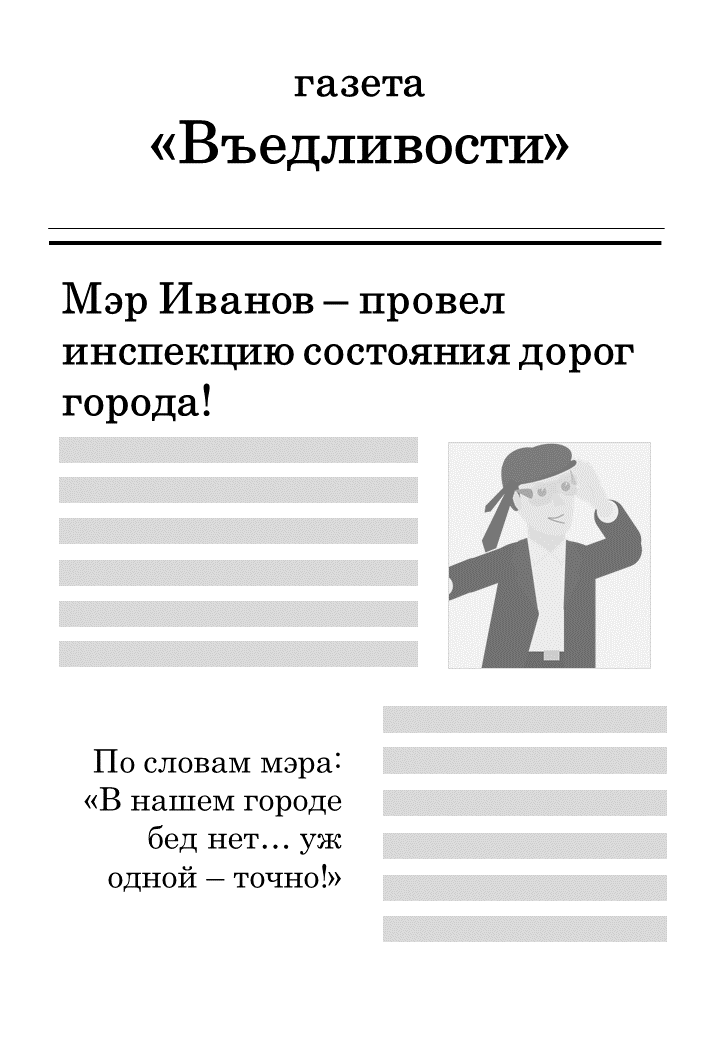 газета
«Въедливости»
Мэр Иванов – провел
инспекцию состояния дорог
города!
По словам мэра:
«В нашем городе
бед нет... уж
одной – точно!»